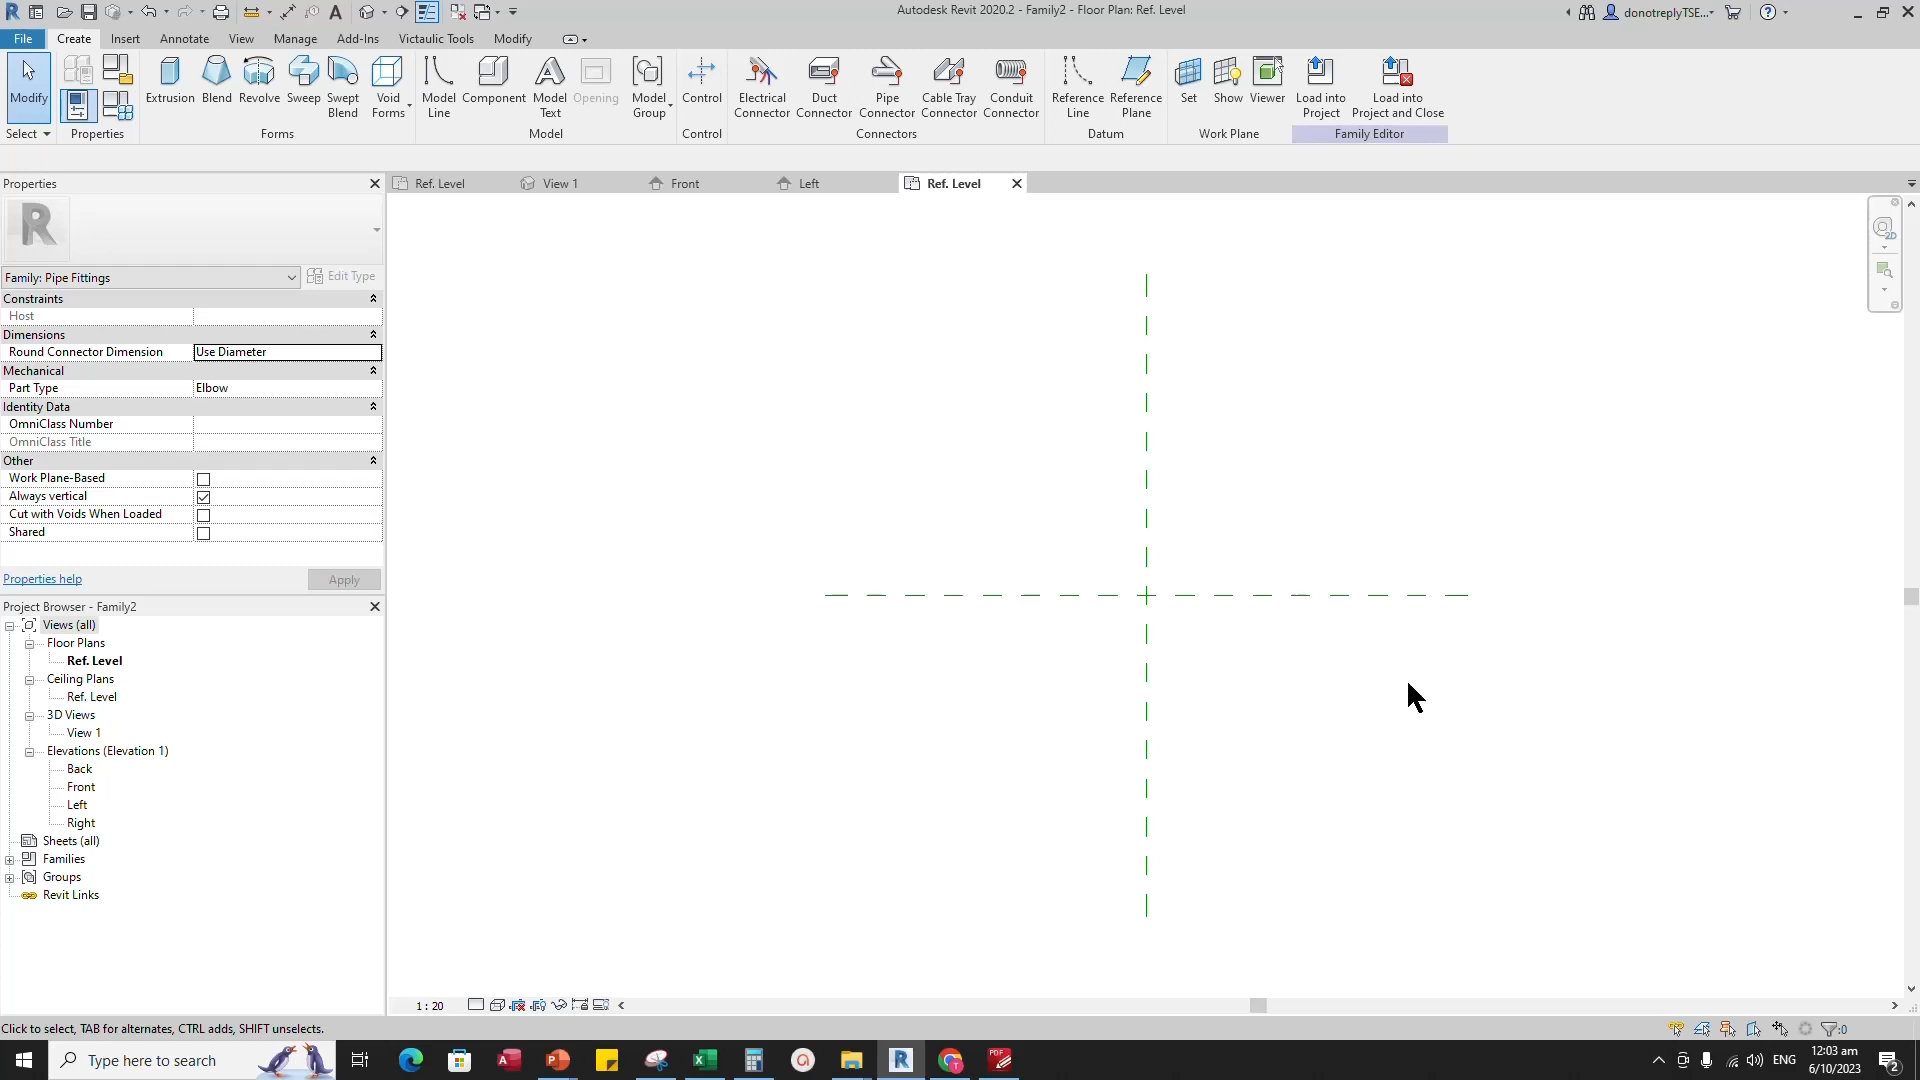 Autodesk Revit 2020.2 - Family2 - Floor Plan: Ref. Level
donotreplyTSE...
File Create Insert Annotate View Manage Add-Ins Victaulic Tools Modify
Modify
Extrusion Blend Revolve Sweep Swept Blend Void Forms
Model Line Component Model Text Opening Model Group
Control
Electrical Connector Duct Connector Pipe Connector Cable Tray Connector Conduit Connector
Reference Line Reference Plane
Set Show Viewer
Load into Project Load into Project and Close
Select Properties Forms Model Control Connectors Datum Work Plane Family Editor
Properties
Ref. Level View 1 Front Left Ref. Level
R
Family: Pipe Fittings Edit Type
Constraints
Host
Dimensions
Round Connector Dimension Use Diameter
Mechanical
Part Type Elbow
Identity Data
OmniClass Number
OmniClass Title
Other
Work Plane-Based
Always vertical
Cut with Voids When Loaded
Shared
Properties help Apply
Project Browser - Family2
Views (all)
Floor Plans
Ref. Level
Ceiling Plans
Ref. Level
3D Views
View 1
Elevations (Elevation 1)
Back
Front
Left
Right
Sheets (all)
Families
Groups
Revit Links
1 : 20
Click to select, TAB for alternates, CTRL adds, SHIFT unselects.
:0
Type here to search
ENG
12:03 am
6/10/2023
2